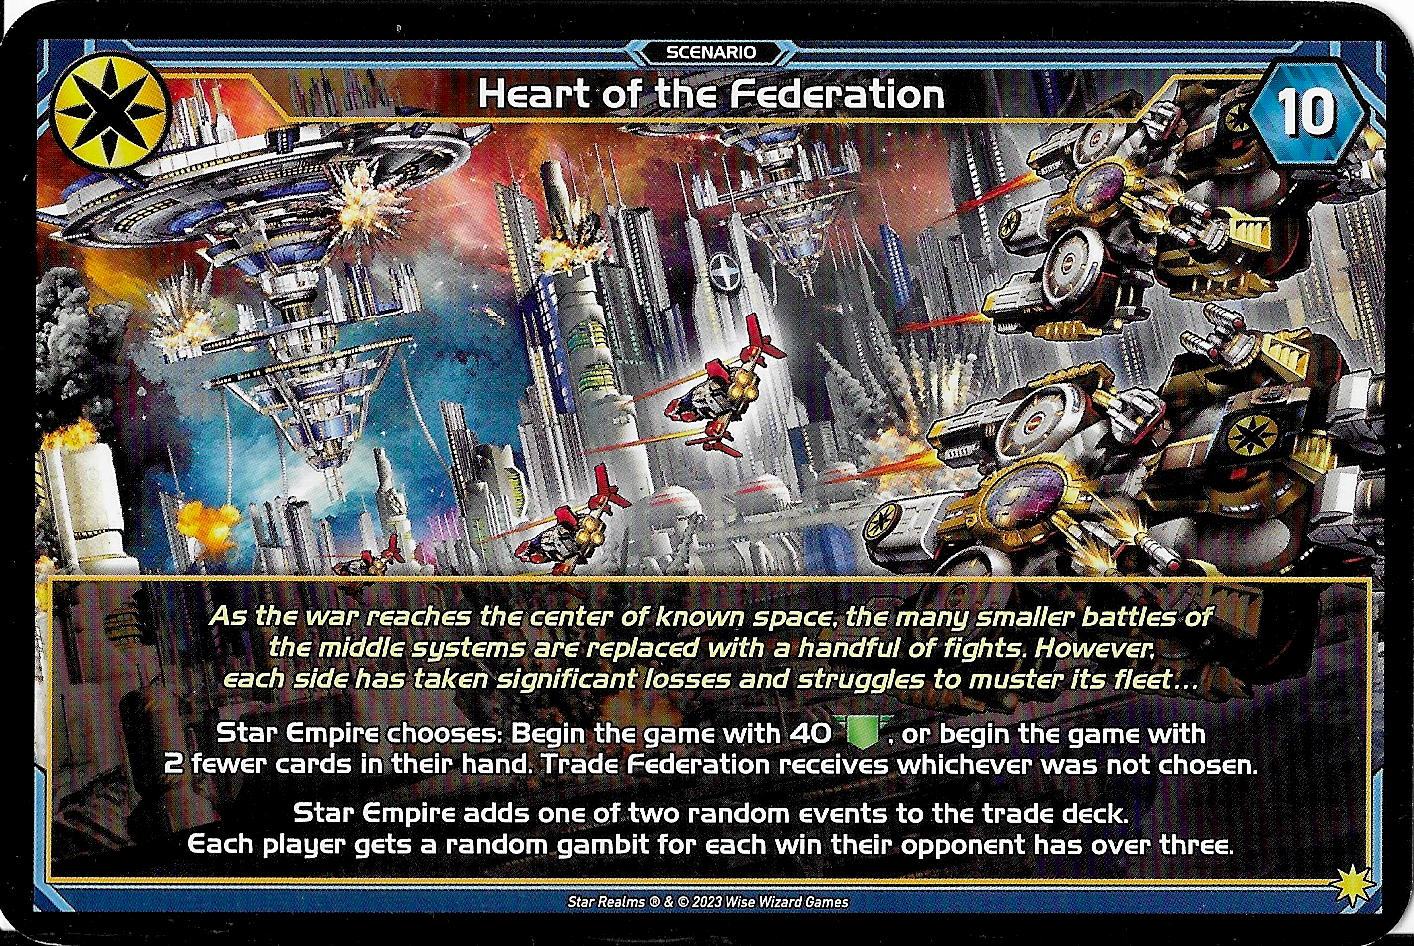 SCENARIO
Heart of the Federation
10
As the war reaches the center of known space, the many smaller battles of
the middle systems are replaced with a handful of fights. However,
each side has taken significant losses and struggles to muster its fleet...
Star Empire chooses: Begin the game with 40 , or begin the game with
2 fewer cards in their hand. Trade Federation receives whichever was not chosen.
Star Empire adds one of two random events to the trade deck.
Each player gets a random gambit for each win their opponent has over three.
Star Realms ® & © 2023 Wise Wizard Games